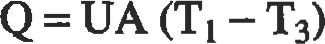 Q = UA (T₁ − T₃)